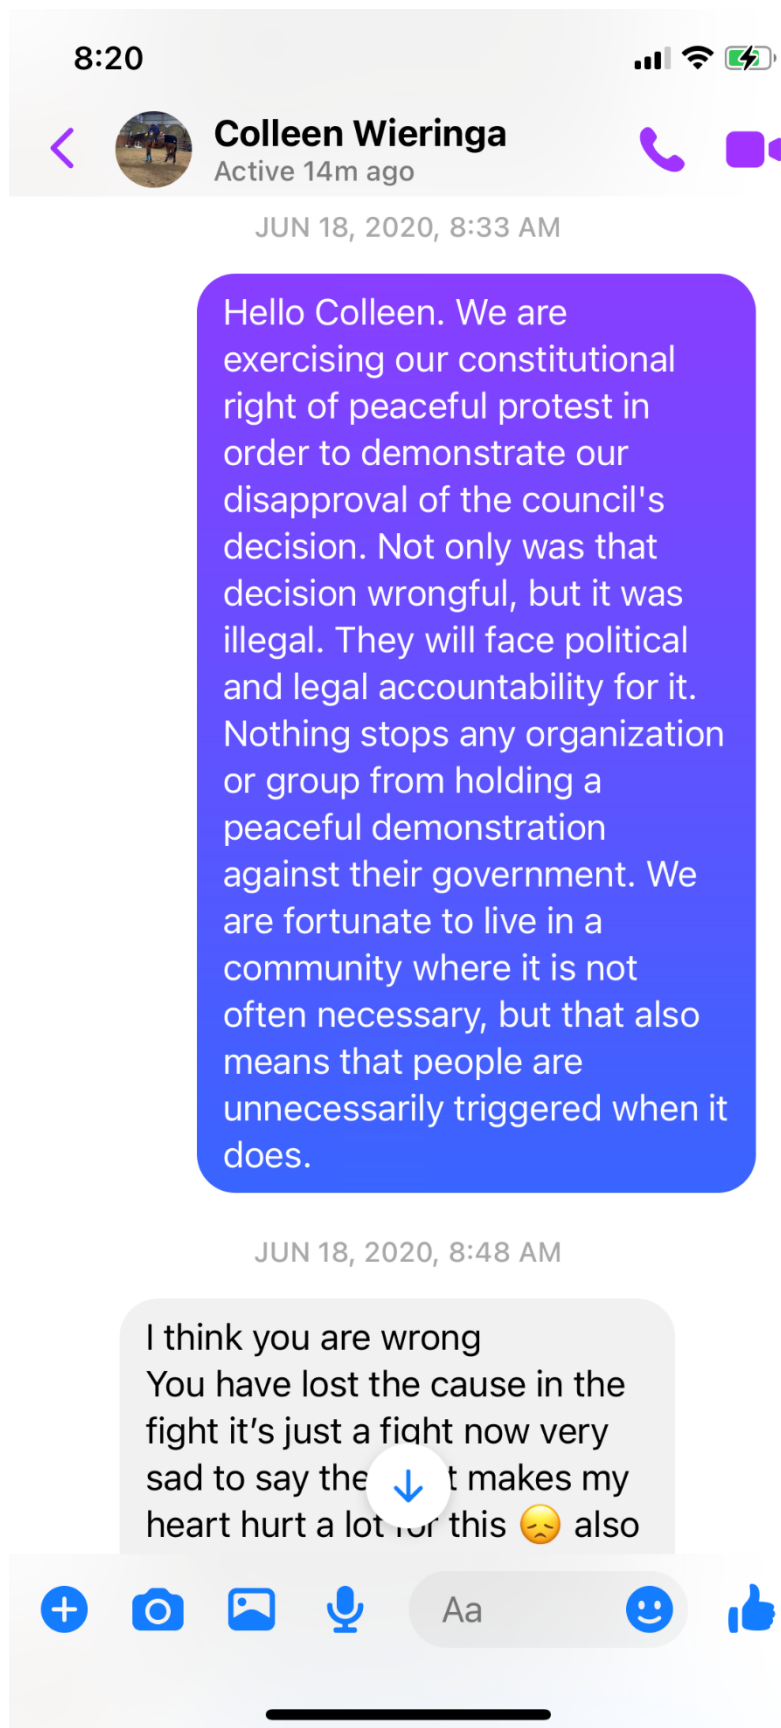 8:20
Colleen Wieringa
Active 14m ago
JUN 18, 2020, 8:33 AM
Hello Colleen. We are
exercising our constitutional
right of peaceful protest in
order to demonstrate our
disapproval of the council's
decision. Not only was that
decision wrongful, but it was
illegal. They will face political
and legal accountability for it.
Nothing stops any organization
or group from holding a
peaceful demonstration
against their government. We
are fortunate to live in a
community where it is not
often necessary, but that also
means that people are
unnecessarily triggered when it
does.
JUN 18, 2020, 8:48 AM
I think you are wrong
You have lost the cause in the
fight it's just a fight now very
sad to say the makes my
heart hurt a lot for this 😞 also
Aa